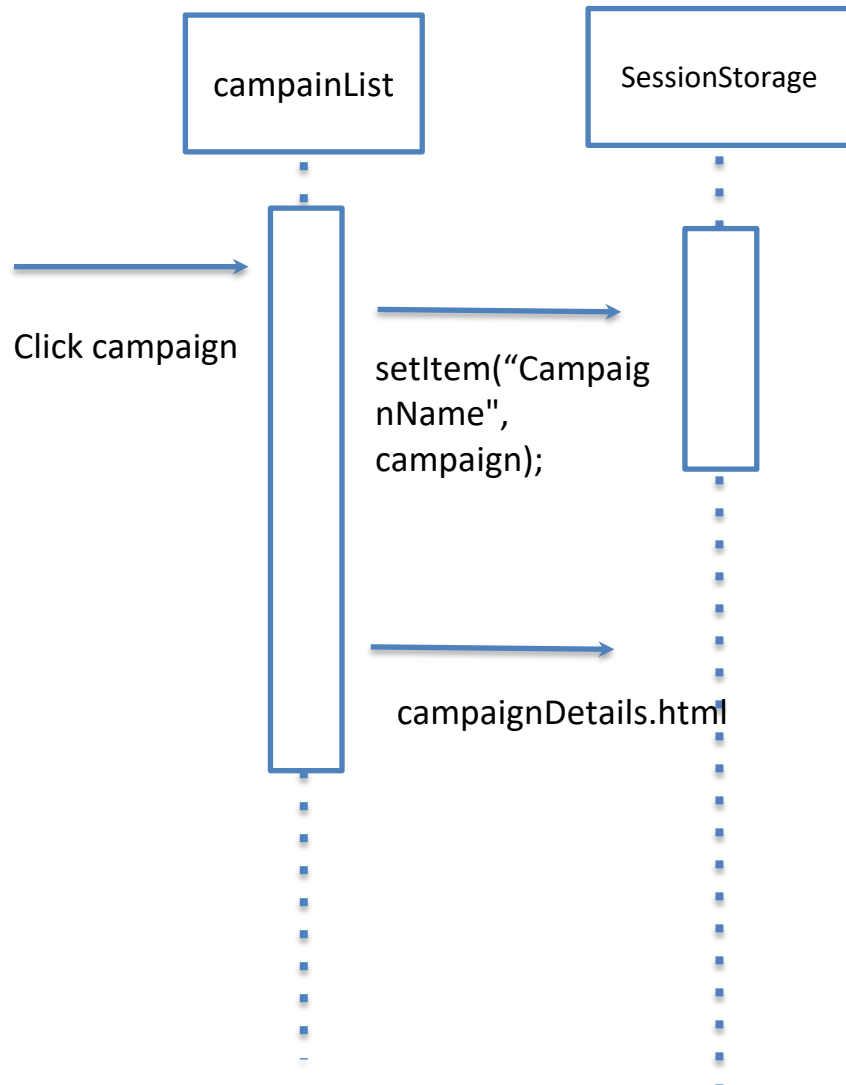 campainList
SessionStorage
Click campaign
setItem(“Campaig
nName",
campaign);
campaignDetails.html